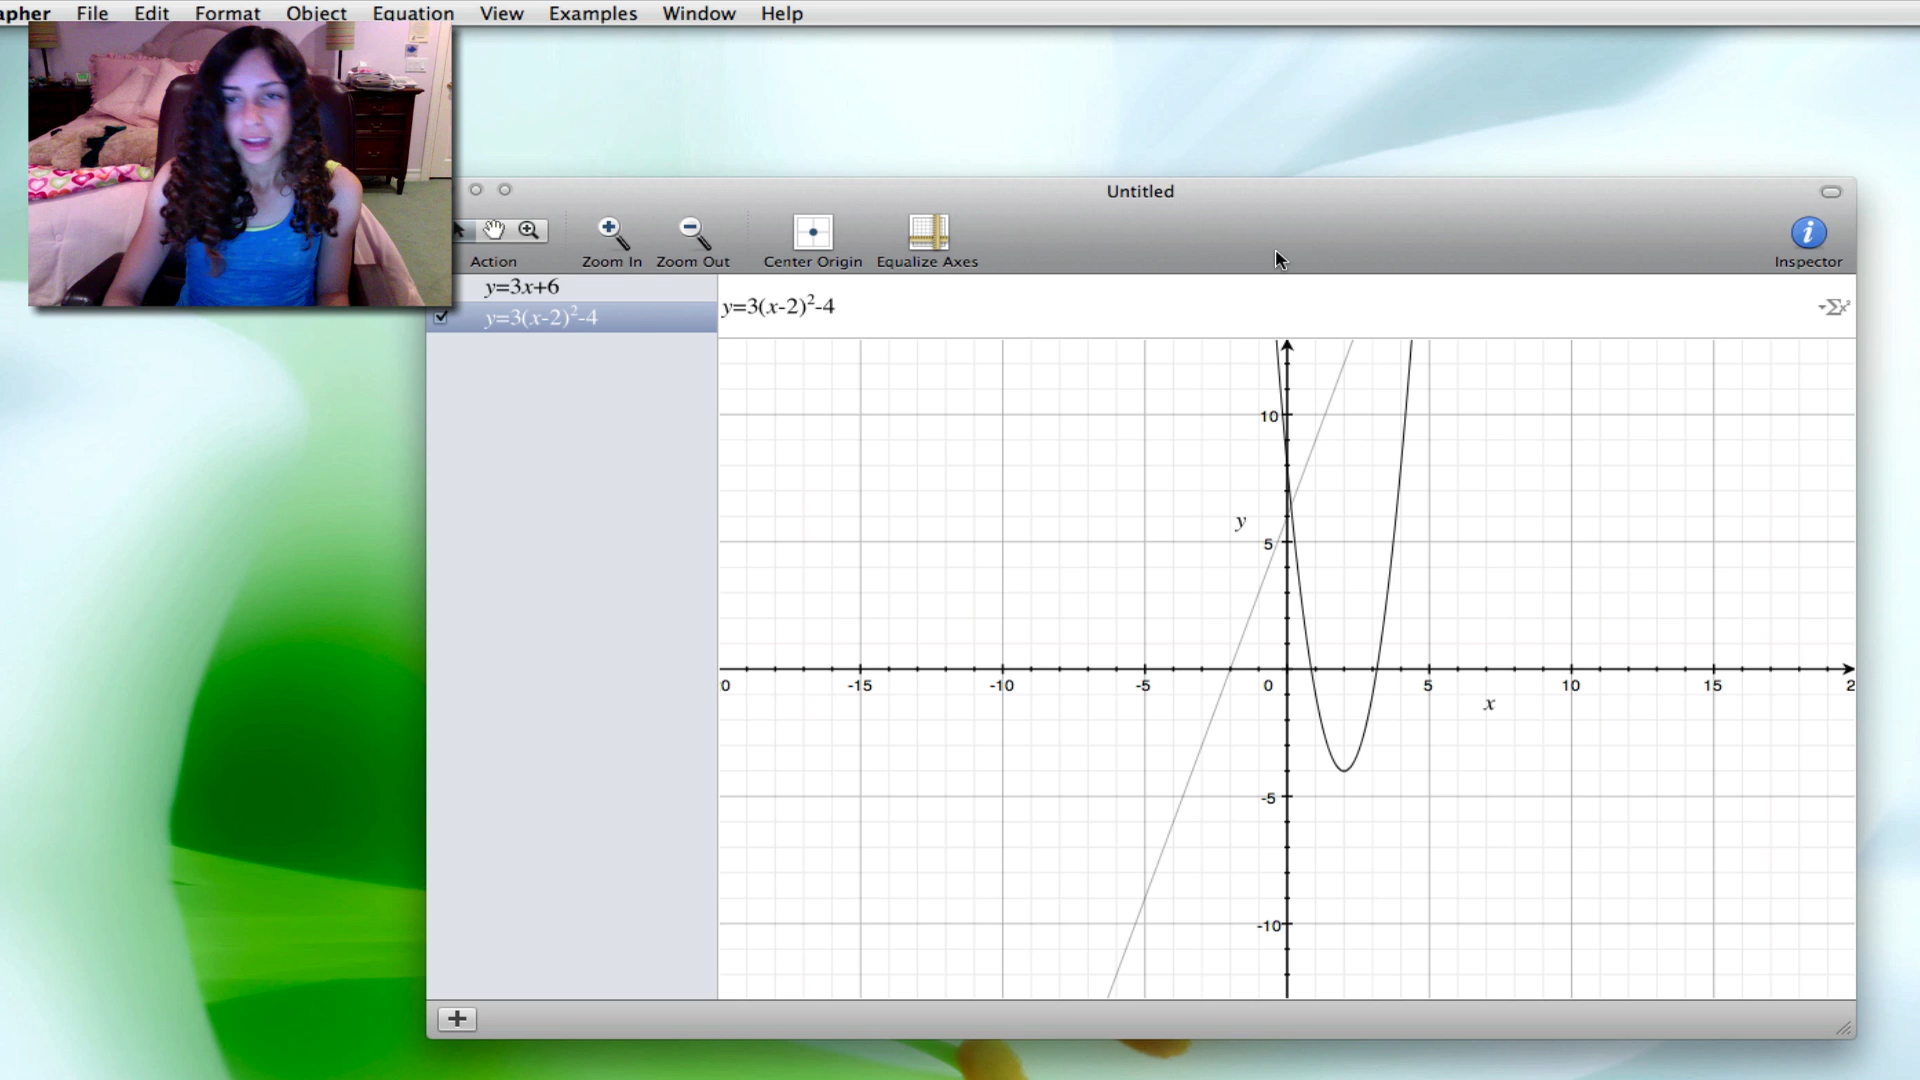 apher File Edit Format Object Equation View Examples Window Help
Untitled
Action Zoom In Zoom Out Center Origin Equalize Axes Inspector
y=3x+6
y=3(x-2)²-4
y=3(x-2)²-4
10
y
5
0 -15 -10 -5 0 5 10 15 2
x
-5
-10